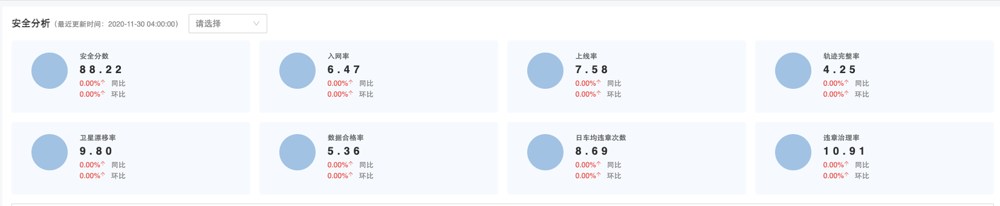 安全分析（最近更新时间：2020-11-30 04:00:00） 请选择
安全分数
88.22
0.00%↑ 同比
0.00%↑ 环比
入网率
6.47
0.00%↑ 同比
0.00%↑ 环比
上线率
7.58
0.00%↑ 同比
0.00%↑ 环比
轨迹完整率
4.25
0.00%↑ 同比
0.00%↑ 环比
卫星漂移率
9.80
0.00%↑ 同比
0.00%↑ 环比
数据合格率
5.36
0.00%↑ 同比
0.00%↑ 环比
日车均违章次数
8.69
0.00%↑ 同比
0.00%↑ 环比
违章治理率
10.91
0.00%↑ 同比
0.00%↑ 环比